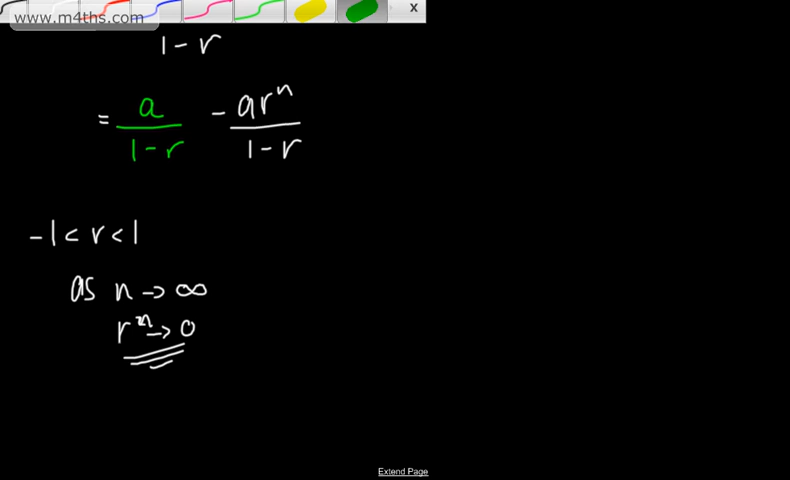 www.m4ths.com
x
1 - r
= a/(1-r) - ar^n/(1-r)
-1 < r < 1
as n → ∞
r^n → 0
Extend Page